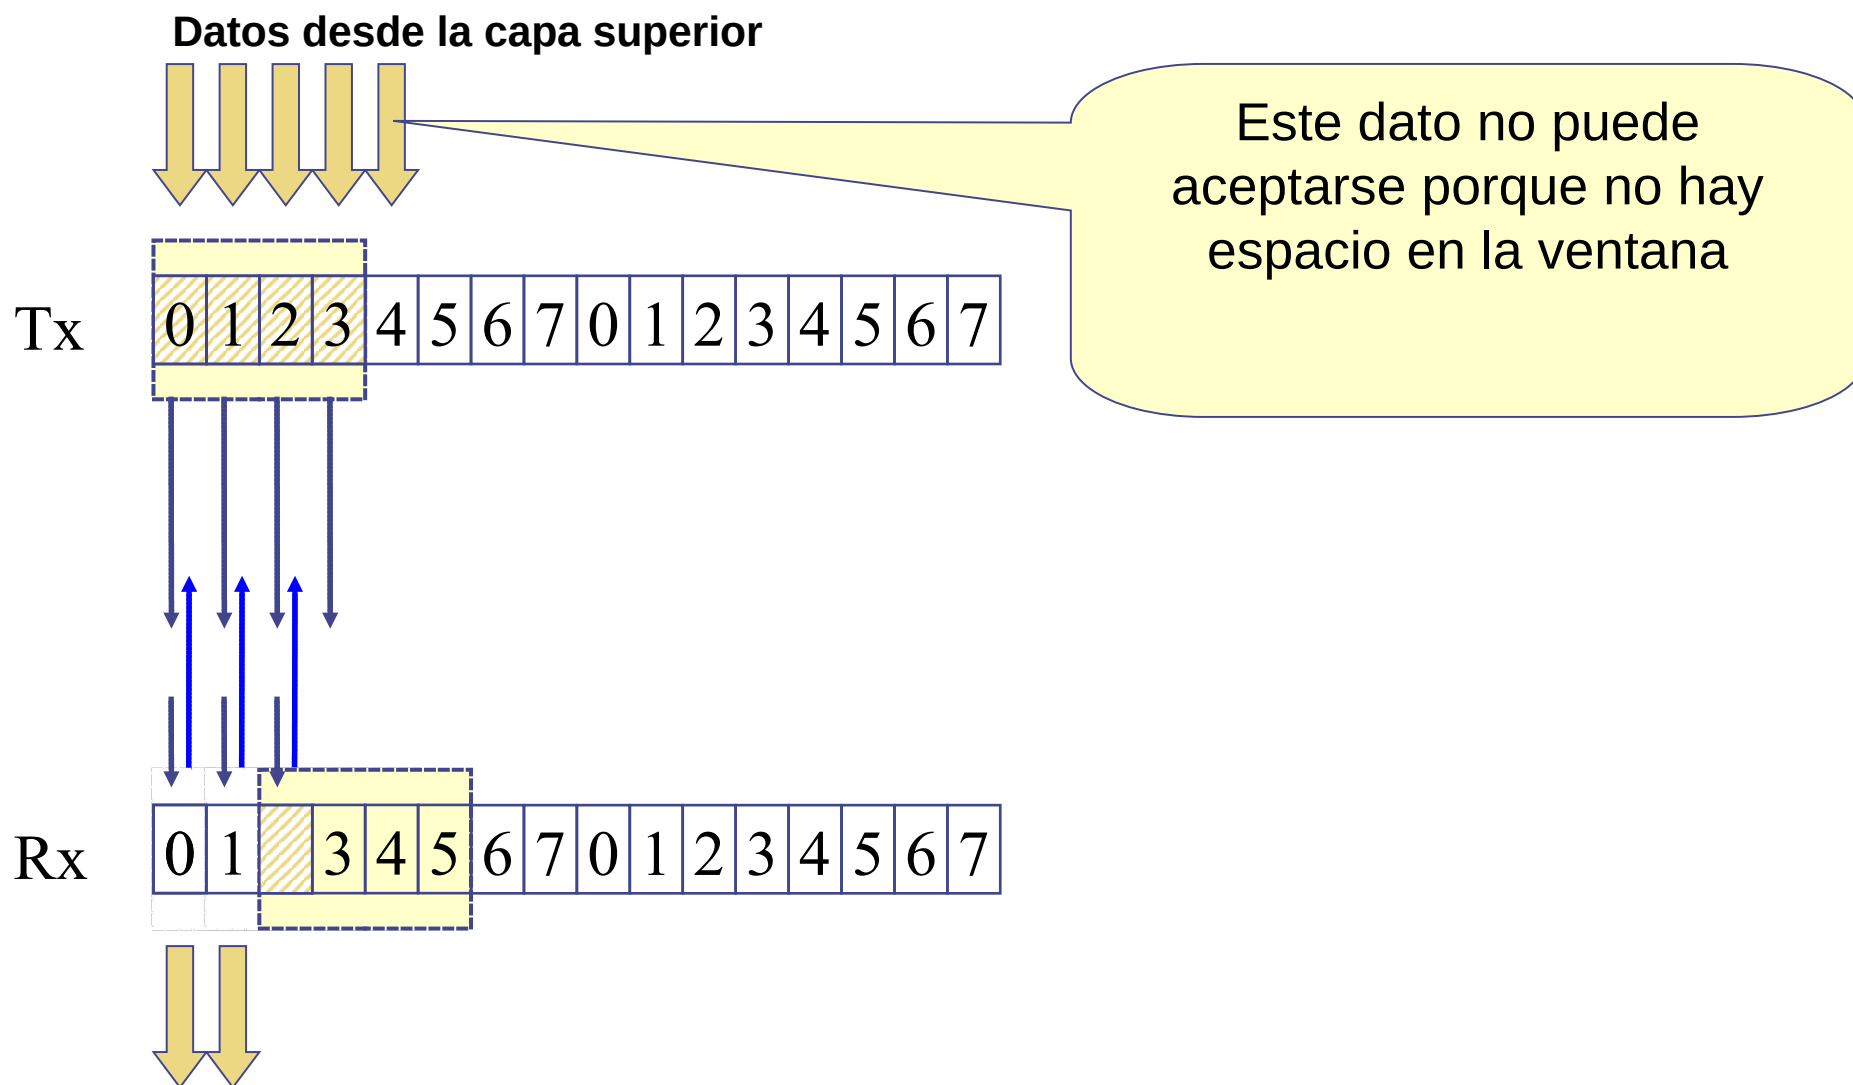 Datos desde la capa superior
Este dato no puede
aceptarse porque no hay
espacio en la ventana
Tx 0 1 2 3 4 5 6 7 0 1 2 3 4 5 6 7
Rx 0 1 3 4 5 6 7 0 1 2 3 4 5 6 7